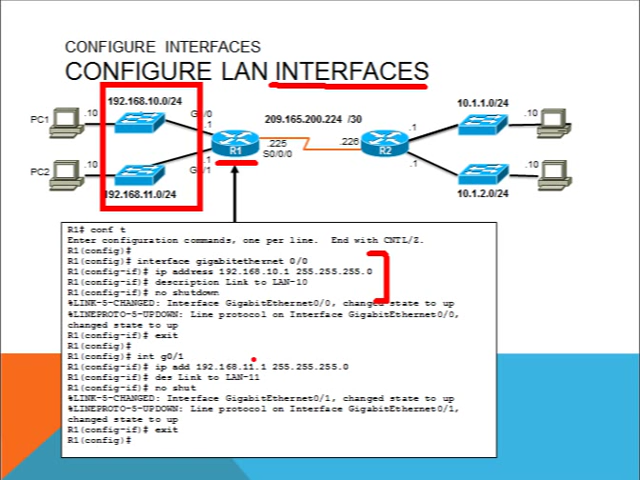 CONFIGURE INTERFACES
CONFIGURE LAN INTERFACES
192.168.10.0/24
10.1.1.0/24
PC1
.10
G0/0
.1
209.165.200.224 /30
.1
.10
R1
.225
.226
R2
S0/0/0
PC2
.10
.1
G0/1
.1
.10
192.168.11.0/24
10.1.2.0/24
R1# conf t
Enter configuration commands, one per line. End with CNTL/Z.
R1(config)#
R1(config)# interface gigabitethernet 0/0
R1(config-if)# ip address 192.168.10.1 255.255.255.0
R1(config-if)# description Link to LAN-10
R1(config-if)# no shutdown
%LINK-5-CHANGED: Interface GigabitEthernet0/0, changed state to up
%LINEPROTO-5-UPDOWN: Line protocol on Interface GigabitEthernet0/0,
changed state to up
R1(config-if)# exit
R1(config)#
R1(config)# int g0/1
R1(config-if)# ip add 192.168.11.1 255.255.255.0
R1(config-if)# des Link to LAN-11
R1(config-if)# no shut
%LINK-5-CHANGED: Interface GigabitEthernet0/1, changed state to up
%LINEPROTO-5-UPDOWN: Line protocol on Interface GigabitEthernet0/1,
changed state to up
R1(config-if)# exit
R1(config)#